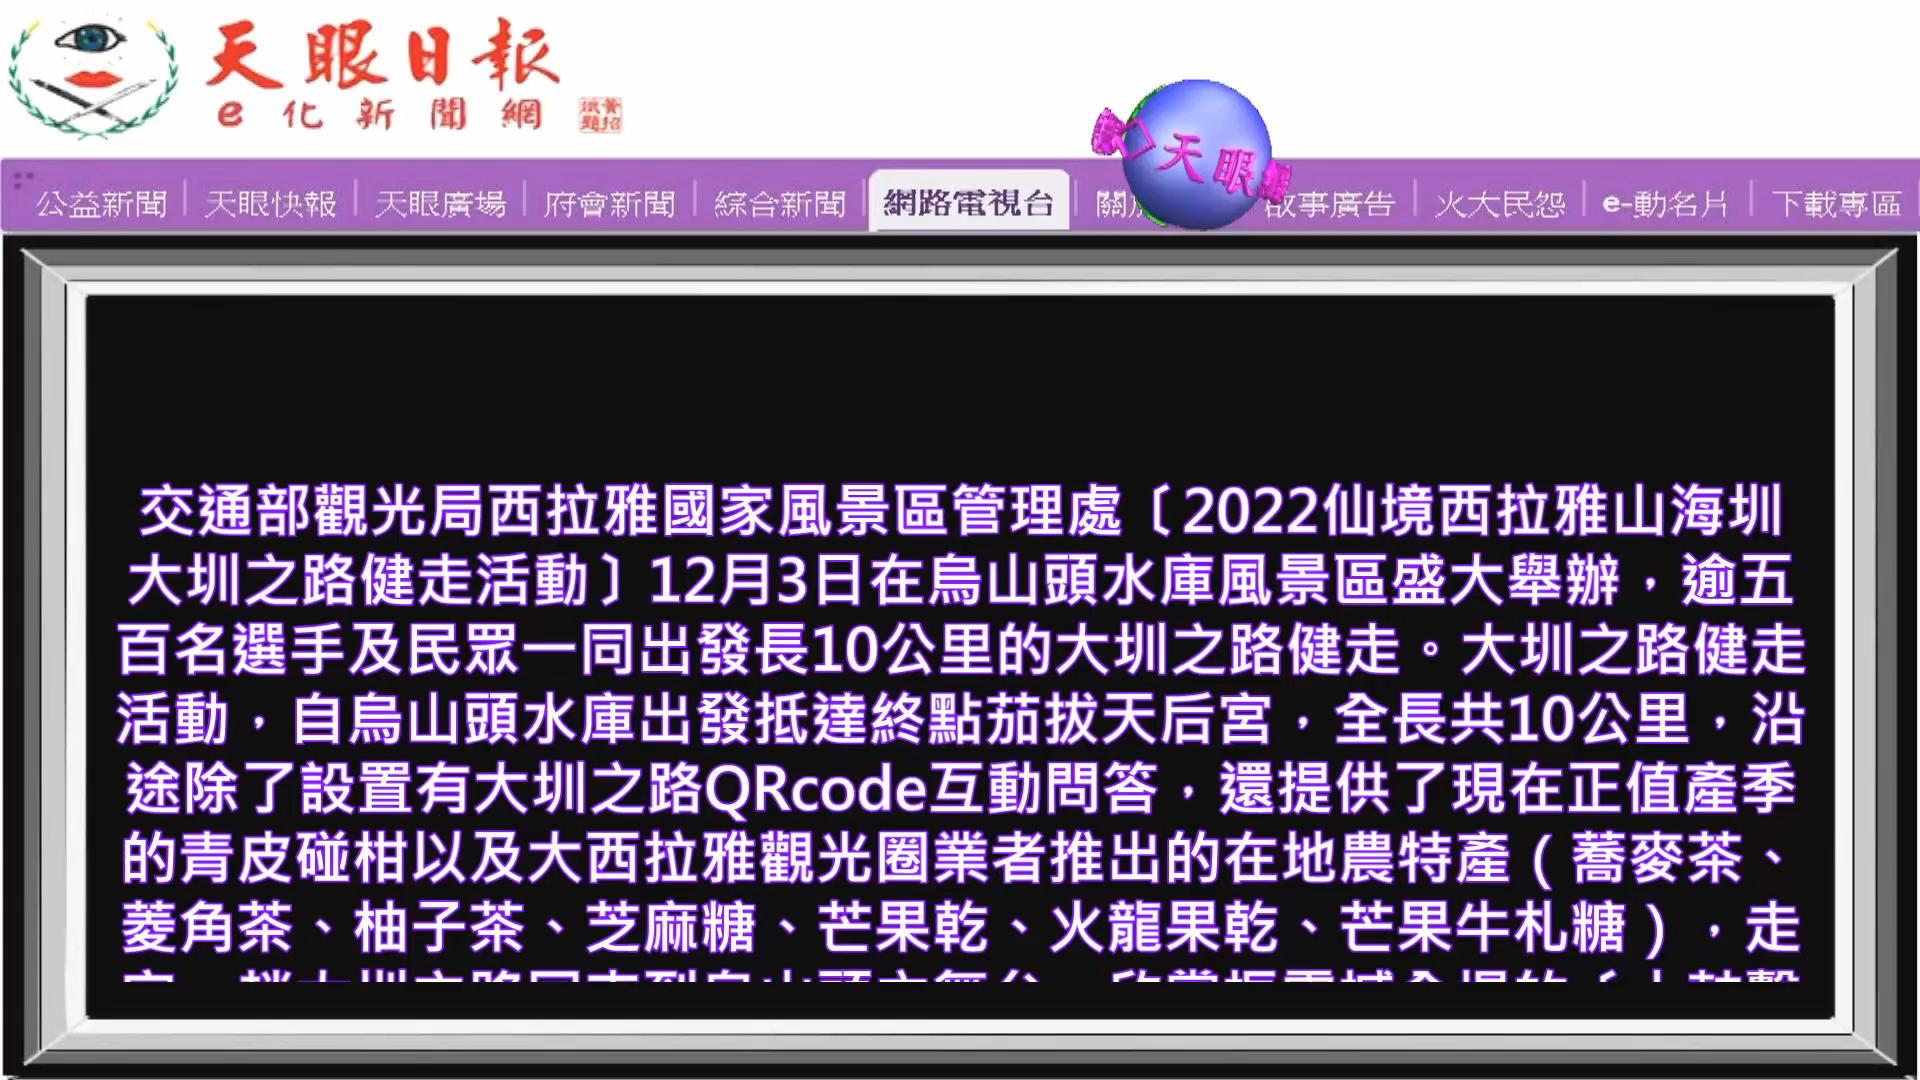 天眼日報
e化新聞網
公益新聞
天眼快報
天眼廣場
府會新聞
綜合新聞
網路電視台
關於
天眼
故事廣告
火大民怨
e-動名片
下載專區
交通部觀光局西拉雅國家風景區管理處〔2022仙境西拉雅山海圳
大圳之路健走活動〕12月3日在烏山頭水庫風景區盛大舉辦，逾五
百名選手及民眾一同出發長10公里的大圳之路健走。大圳之路健走
活動，自烏山頭水庫出發抵達終點茄拔天后宮，全長共10公里，沿
途除了設置有大圳之路QRcode互動問答，還提供了現在正值產季
的青皮碰柑以及大西拉雅觀光圈業者推出的在地農特產（蕎麥茶、
菱角茶、柚子茶、芝麻糖、芒果乾、火龍果乾、芒果牛札糖），走